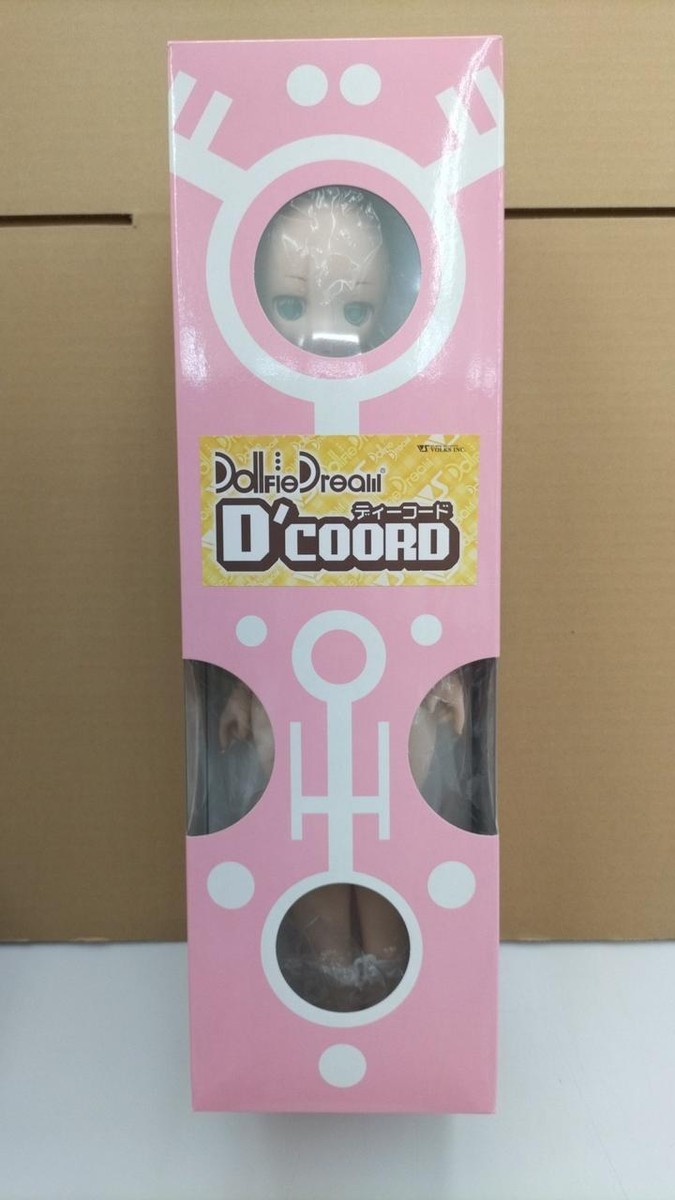 VOLKS INC.
DollfieDream®
ディーコード
D'COORD